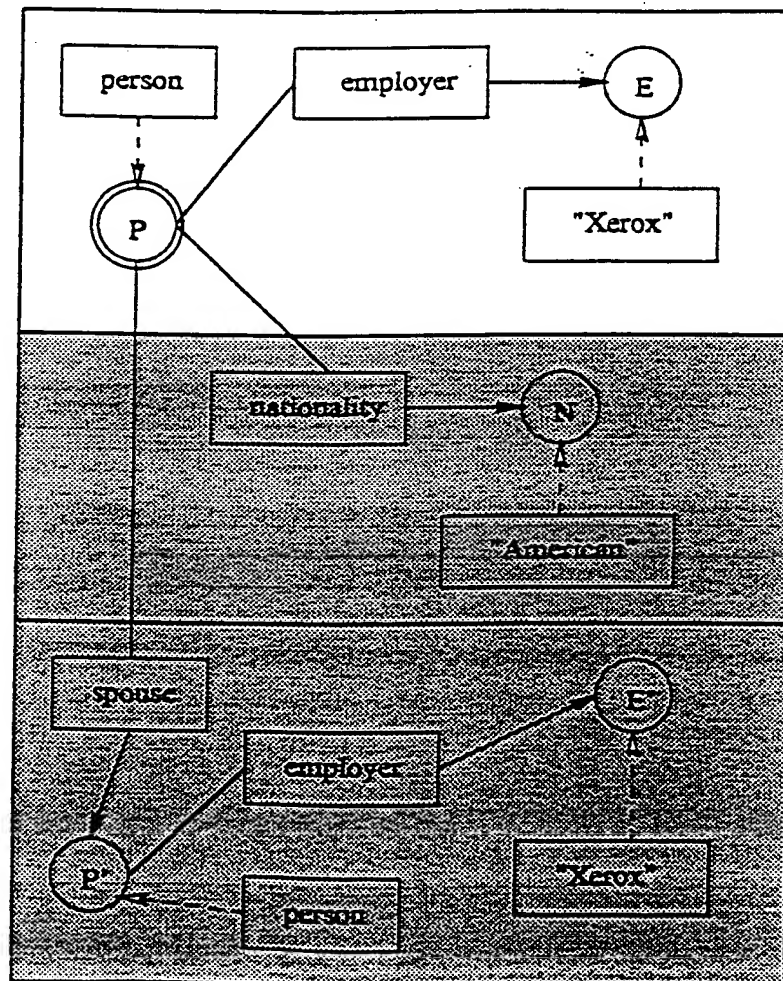 person
employer
E
P
"Xerox"
nationality
N
"American"
spouse
E'
employer
P'
"Xerox"
person